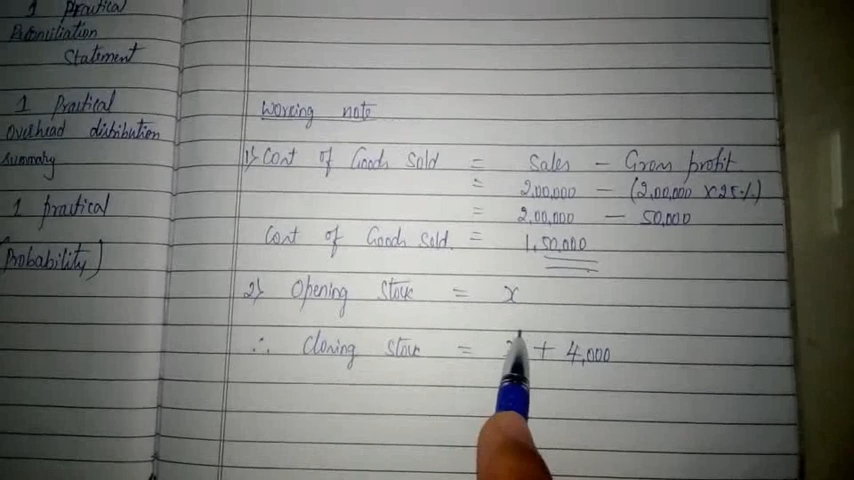 1 Practical
Reconciliation
Statement
1 Practical
overhead distribution
summary
1 practical
Probability)
Working note
1) Cost of Goods Sold = Sales - Gross profit
= 2,00,000 - (2,00,000 X 25%)
= 2,00,000 - 50,000
Cost of Goods Sold. = 1,50,000
2) Opening stock = x
∴ Closing stock = + 4,000